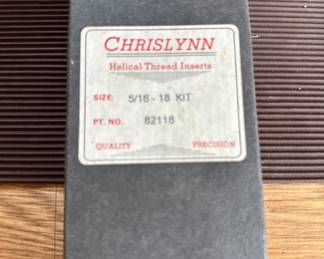 CHRISLYNN
Helical Thread Inserts
SIZE: 5/16-18 KIT
PT. NO. 82118
QUALITY PRECISION